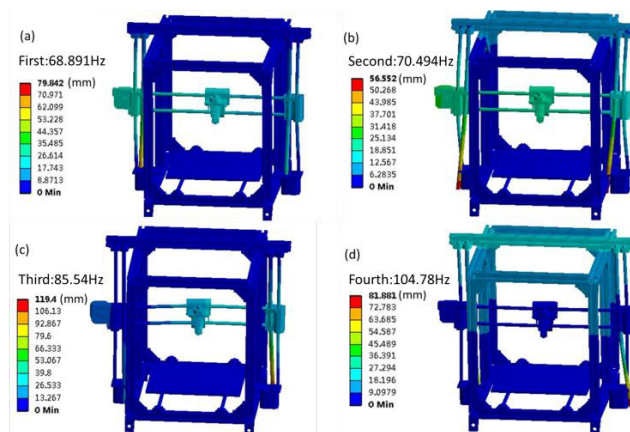 (a)
First:68.891Hz
79.842 (mm)
70.971
62.099
53.228
44.357
35.485
26.614
17.743
8.8713
0 Min
(b)
Second:70.494Hz
56.552 (mm)
50.268
43.985
37.701
31.418
25.134
18.851
12.567
6.2835
0 Min
(c)
Third:85.54Hz
119.4 (mm)
106.13
92.867
79.6
66.333
53.067
39.8
26.533
13.267
0 Min
(d)
Fourth:104.78Hz
81.881 (mm)
72.783
63.685
54.587
45.489
36.391
27.294
18.196
9.0979
0 Min